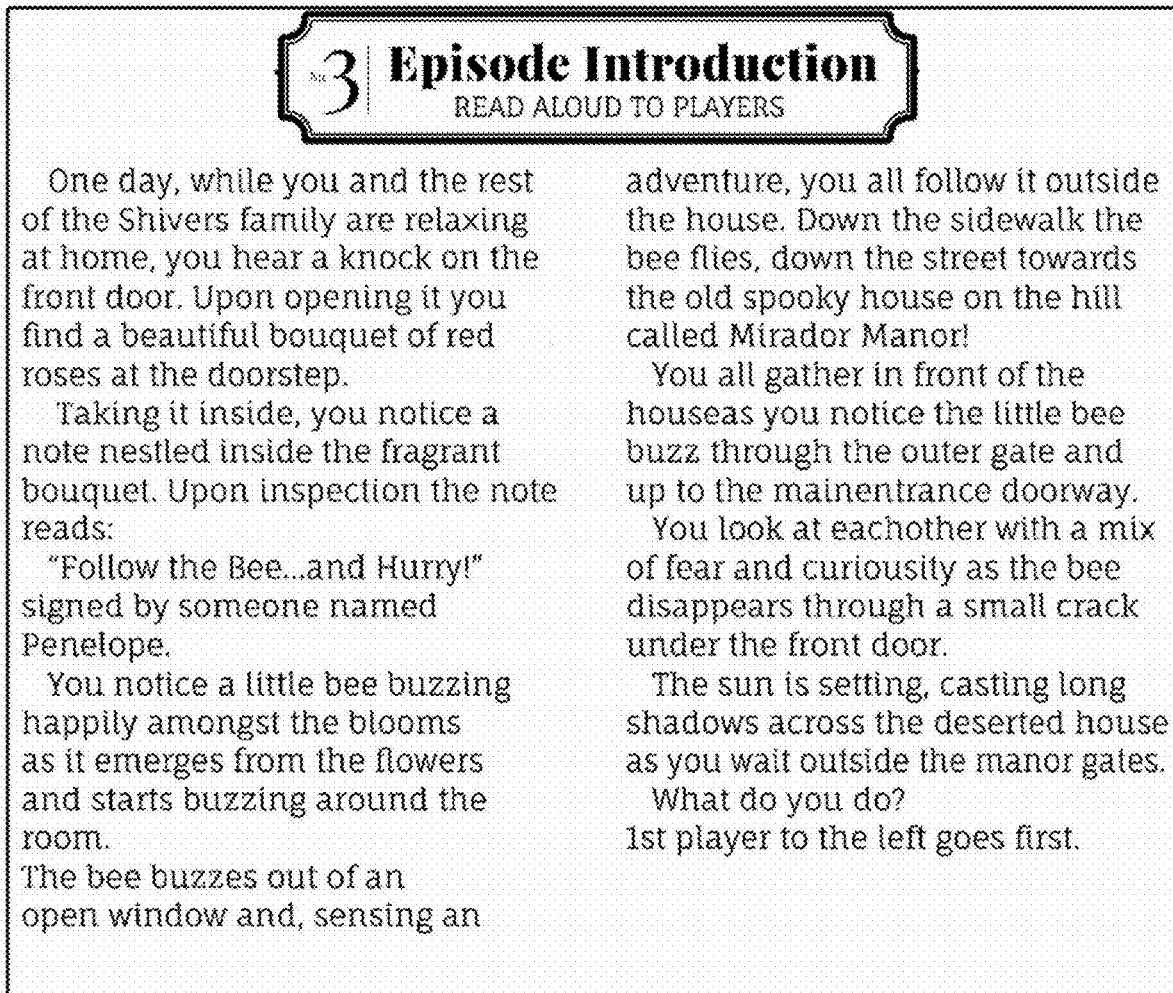 No. 3
Episode Introduction
READ ALOUD TO PLAYERS
One day, while you and the rest
of the Shivers family are relaxing
at home, you hear a knock on the
front door. Upon opening it you
find a beautiful bouquet of red
roses at the doorstep.
Taking it inside, you notice a
note nestled inside the fragrant
bouquet. Upon inspection the note
reads:
“Follow the Bee...and Hurry!”
signed by someone named
Penelope.
You notice a little bee buzzing
happily amongst the blooms
as it emerges from the flowers
and starts buzzing around the
room.
The bee buzzes out of an
open window and, sensing an
adventure, you all follow it outside
the house. Down the sidewalk the
bee flies, down the street towards
the old spooky house on the hill
called Mirador Manor!
You all gather in front of the
houseas you notice the little bee
buzz through the outer gate and
up to the mainentrance doorway.
You look at eachother with a mix
of fear and curiousity as the bee
disappears through a small crack
under the front door.
The sun is setting, casting long
shadows across the deserted house
as you wait outside the manor gates.
What do you do?
1st player to the left goes first.